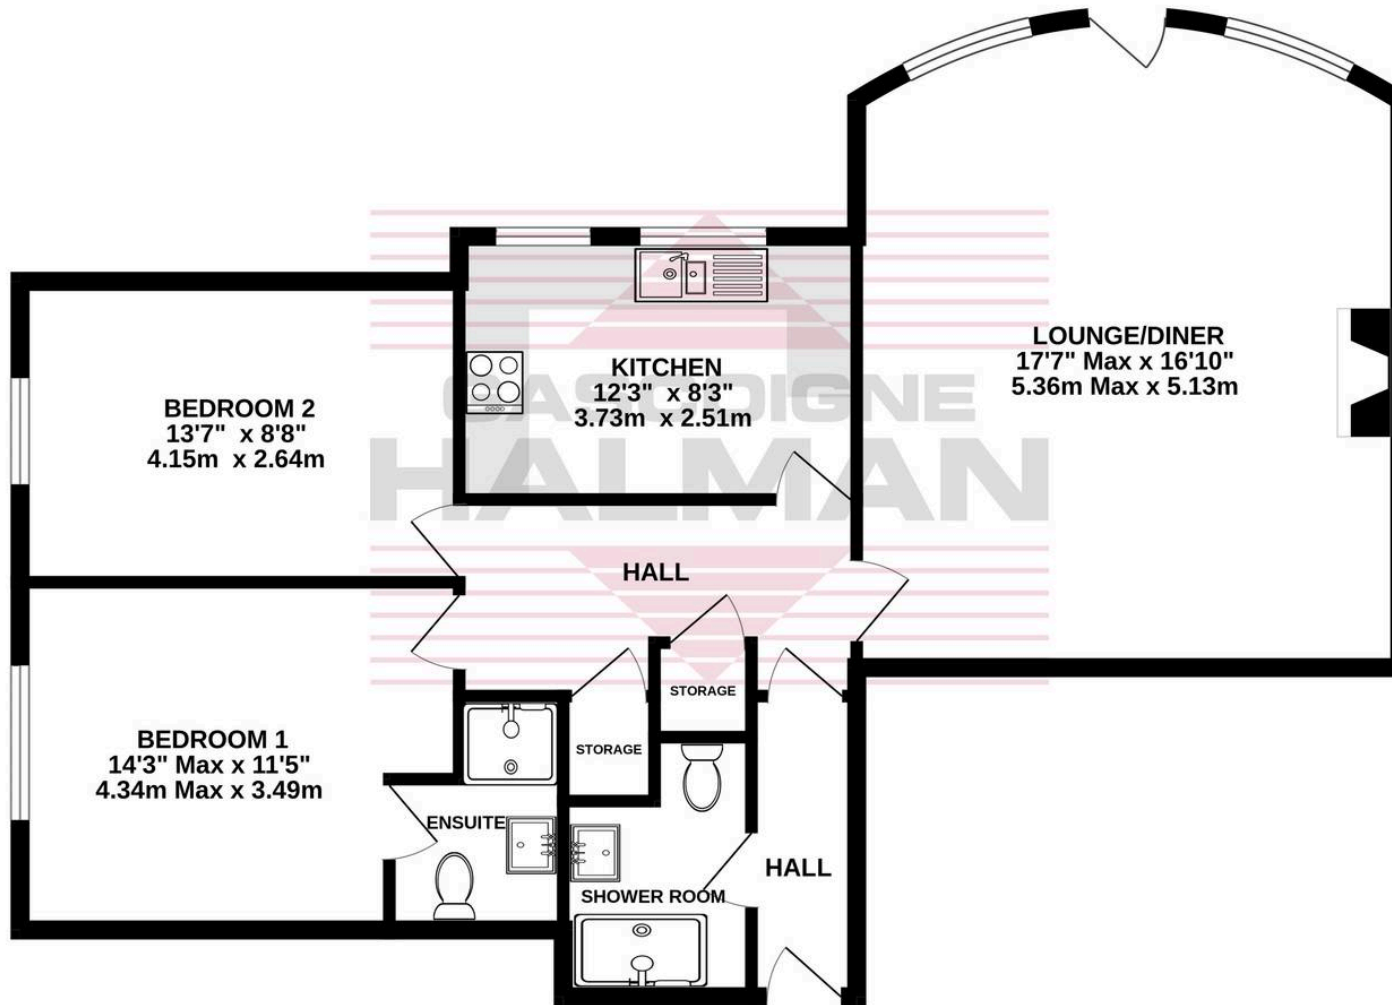 LOUNGE/DINER
17'7" Max x 16'10"
5.36m Max x 5.13m
KITCHEN
12'3" x 8'3"
3.73m x 2.51m
GASCOIGNE
HALMAN
BEDROOM 2
13'7" x 8'8"
4.15m x 2.64m
HALL
STORAGE
STORAGE
BEDROOM 1
14'3" Max x 11'5"
4.34m Max x 3.49m
ENSUITE
HALL
SHOWER ROOM